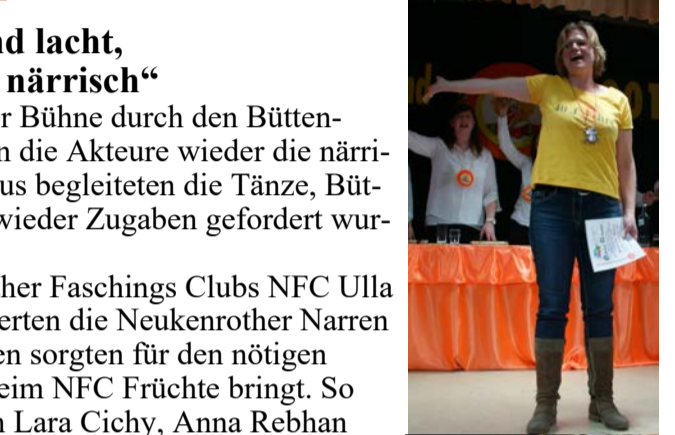 nd lacht,
närrisch“
r Bühne durch den Bütten-
n die Akteure wieder die närri-
us begleiteten die Tänze, Büt-
wieder Zugaben gefordert wur-
her Faschings Clubs NFC Ulla
erten die Neukenrother Narren
en sorgten für den nötigen
eim NFC Früchte bringt. So
n Lara Cichy, Anna Rebhan